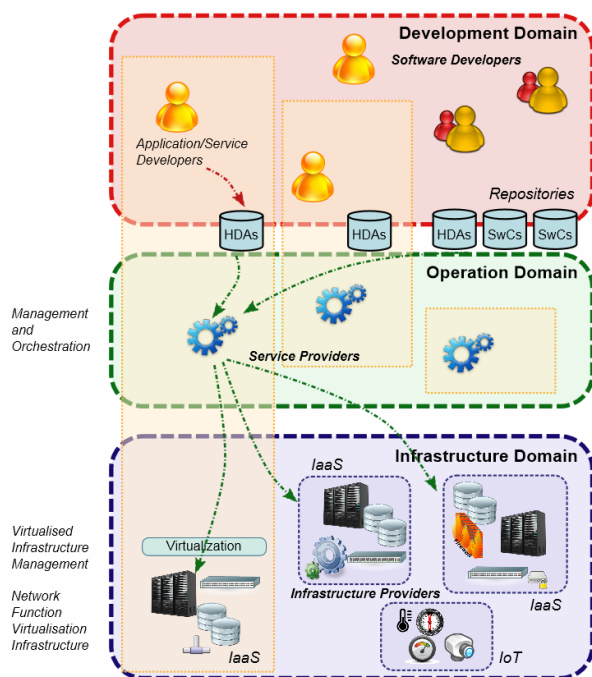 Development Domain
Software Developers
Application/Service
Developers
Repositories
HDAs
HDAs
HDAs
SwCs
SwCs
Operation Domain
Management
and
Orchestration
Service Providers
Infrastructure Domain
IaaS
Virtualised
Infrastructure
Management
Virtualization
Infrastructure Providers
IaaS
Network
Function
Virtualisation
Infrastructure
IaaS
IoT